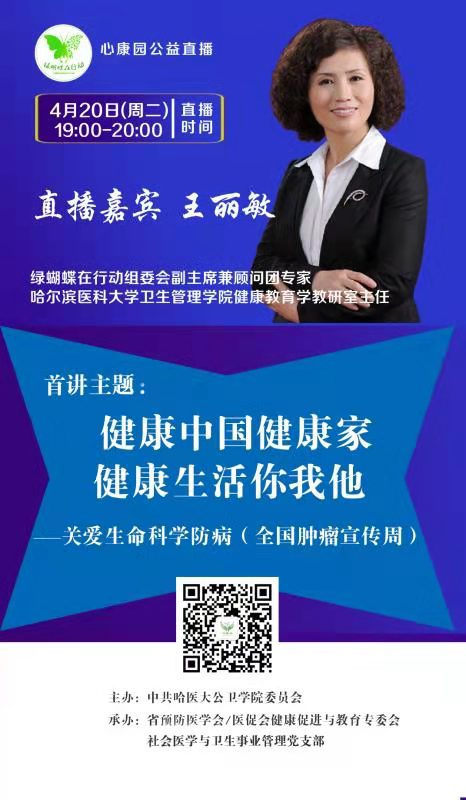 绿蝴蝶在行动
心康园公益直播
4月20日(周二)
19:00-20:00
直播
时间
直播嘉宾 王丽敏
绿蝴蝶在行动组委会副主席兼顾问团专家
哈尔滨医科大学卫生管理学院健康教育学教研室主任
首讲主题：
健康中国健康家
健康生活你我他
——关爱生命科学防病（全国肿瘤宣传周）
主办：中共哈医大公卫学院委员会
承办：省预防医学会/医促会健康促进与教育专委会
社会医学与卫生事业管理党支部